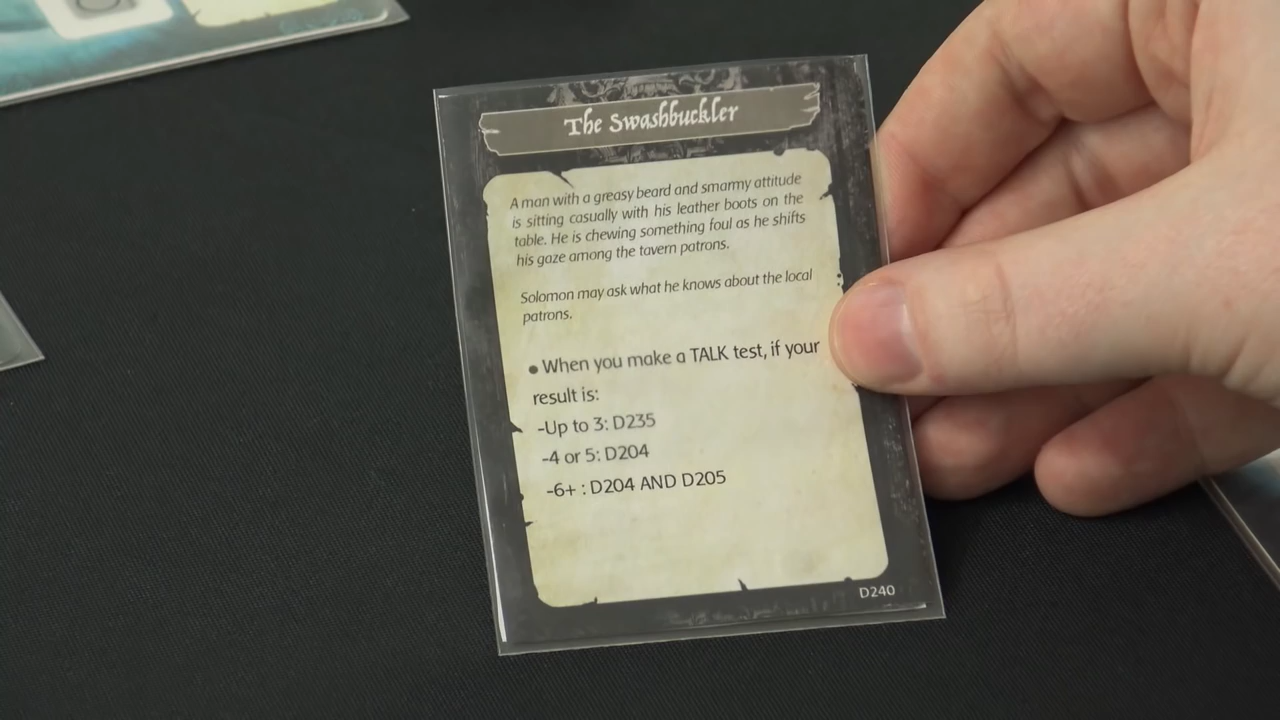 The Swashbuckler
A man with a greasy beard and smarmy attitude
is sitting casually with his leather boots on the
table. He is chewing something foul as he shifts
his gaze among the tavern patrons.
Solomon may ask what he knows about the local
patrons.
● When you make a TALK test, if your
result is:
-Up to 3: D235
-4 or 5: D204
-6+ : D204 AND D205
D240